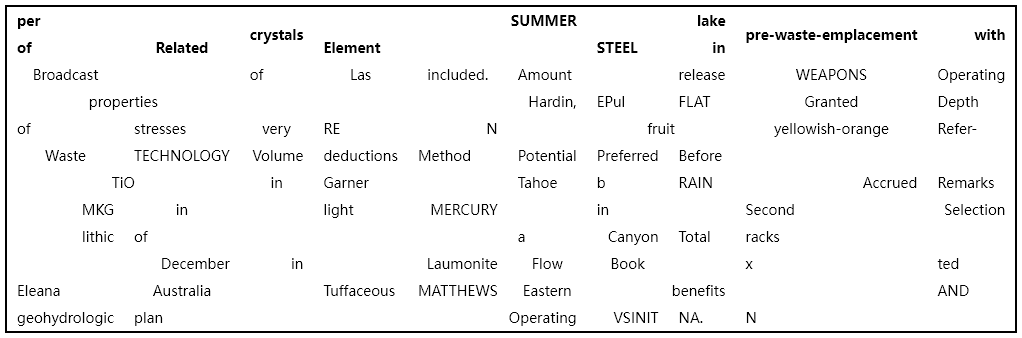 per of Related crystals Element SUMMER STEEL lake in pre-waste-emplacement with
Broadcast of Las included. Amount release WEAPONS Operating
properties Hardin, EPul FLAT Granted Depth
of stresses very RE N fruit yellowish-orange Refer-
Waste TECHNOLOGY Volume deductions Method Potential Preferred Before
TiO in Garner Tahoe b RAIN Accrued Remarks
MKG in light MERCURY in Second Selection
lithic of a Canyon Total racks
December in Laumonite Flow Book x ted
Eleana Australia Tuffaceous MATTHEWS Eastern benefits AND
geohydrologic plan Operating VSINIT NA. N